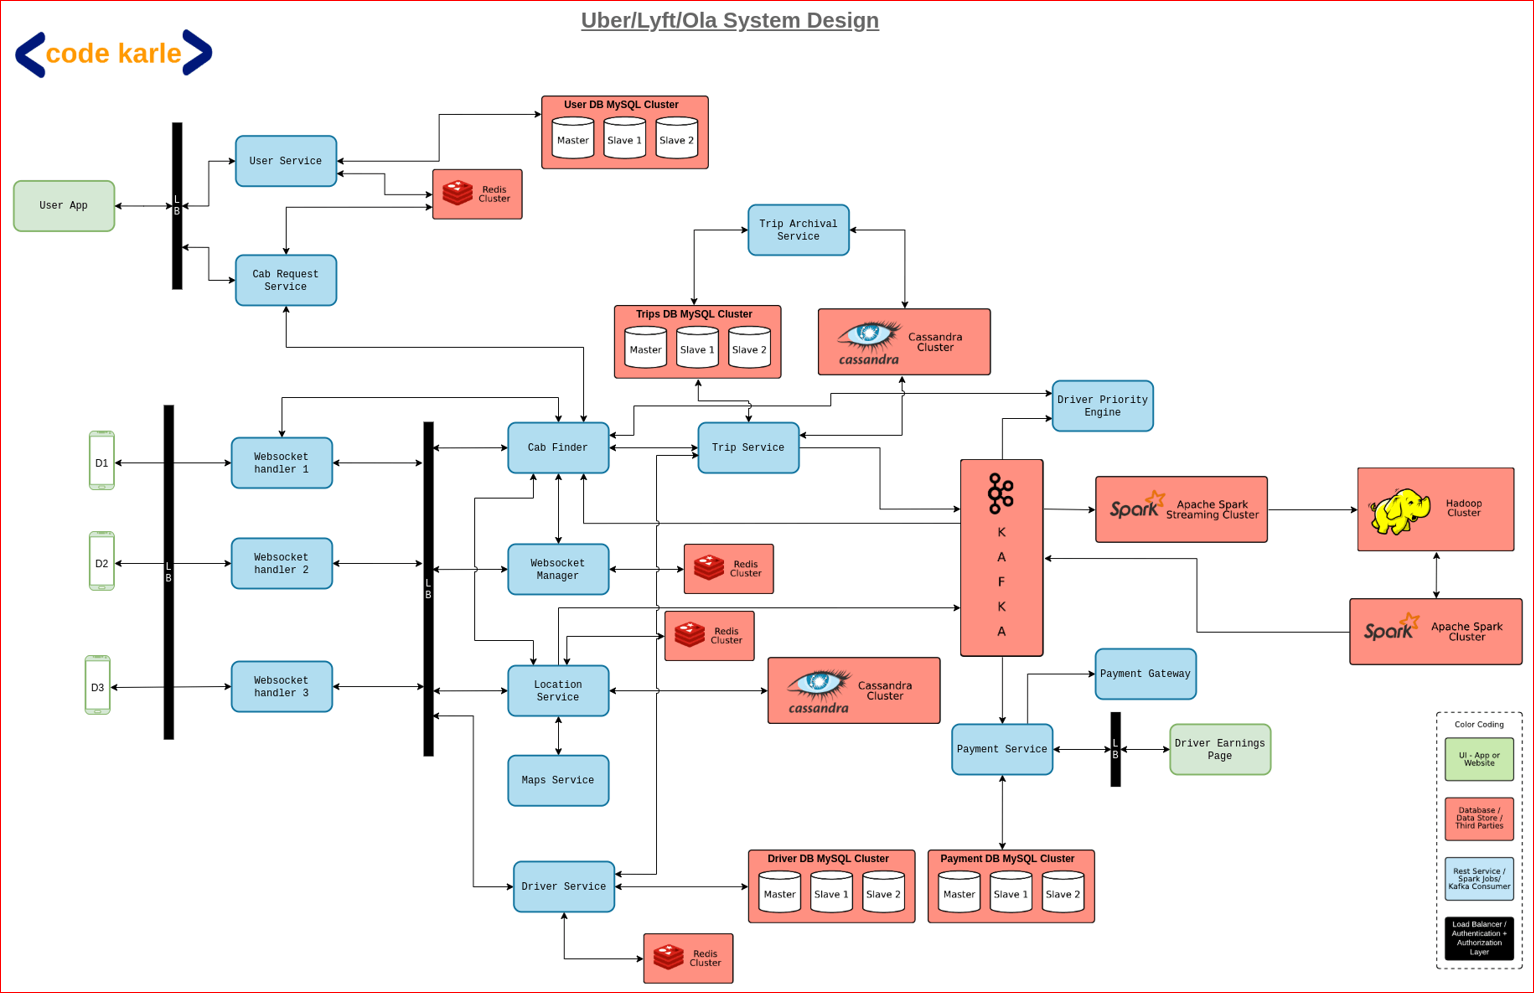 Uber/Lyft/Ola System Design
<code karle>
User DB MySQL Cluster
Master
Slave 1
Slave 2
User Service
Redis
Cluster
User App
L
B
Cab Request
Service
Trip Archival
Service
Trips DB MySQL Cluster
Master
Slave 1
Slave 2
cassandra
Cassandra
Cluster
Driver Priority
Engine
D1
Websocket
handler 1
Cab Finder
Trip Service
D2
Websocket
handler 2
L
B
L
B
Websocket
Manager
Redis
Cluster
K
A
F
K
A
Spark
Apache Spark
Streaming Cluster
Hadoop
Cluster
Spark
Apache Spark
Cluster
Redis
Cluster
D3
Websocket
handler 3
Location
Service
cassandra
Cassandra
Cluster
Payment Gateway
Maps Service
Payment Service
L
B
Driver Earnings
Page
Driver Service
Driver DB MySQL Cluster
Master
Slave 1
Slave 2
Payment DB MySQL Cluster
Master
Slave 1
Slave 2
Redis
Cluster
Color Coding
UI - App or
Website
Database /
Data Store /
Third Parties
Rest Service /
Spark Jobs/
Kafka Consumer
Load Balancer /
Authentication +
Authorization
Layer